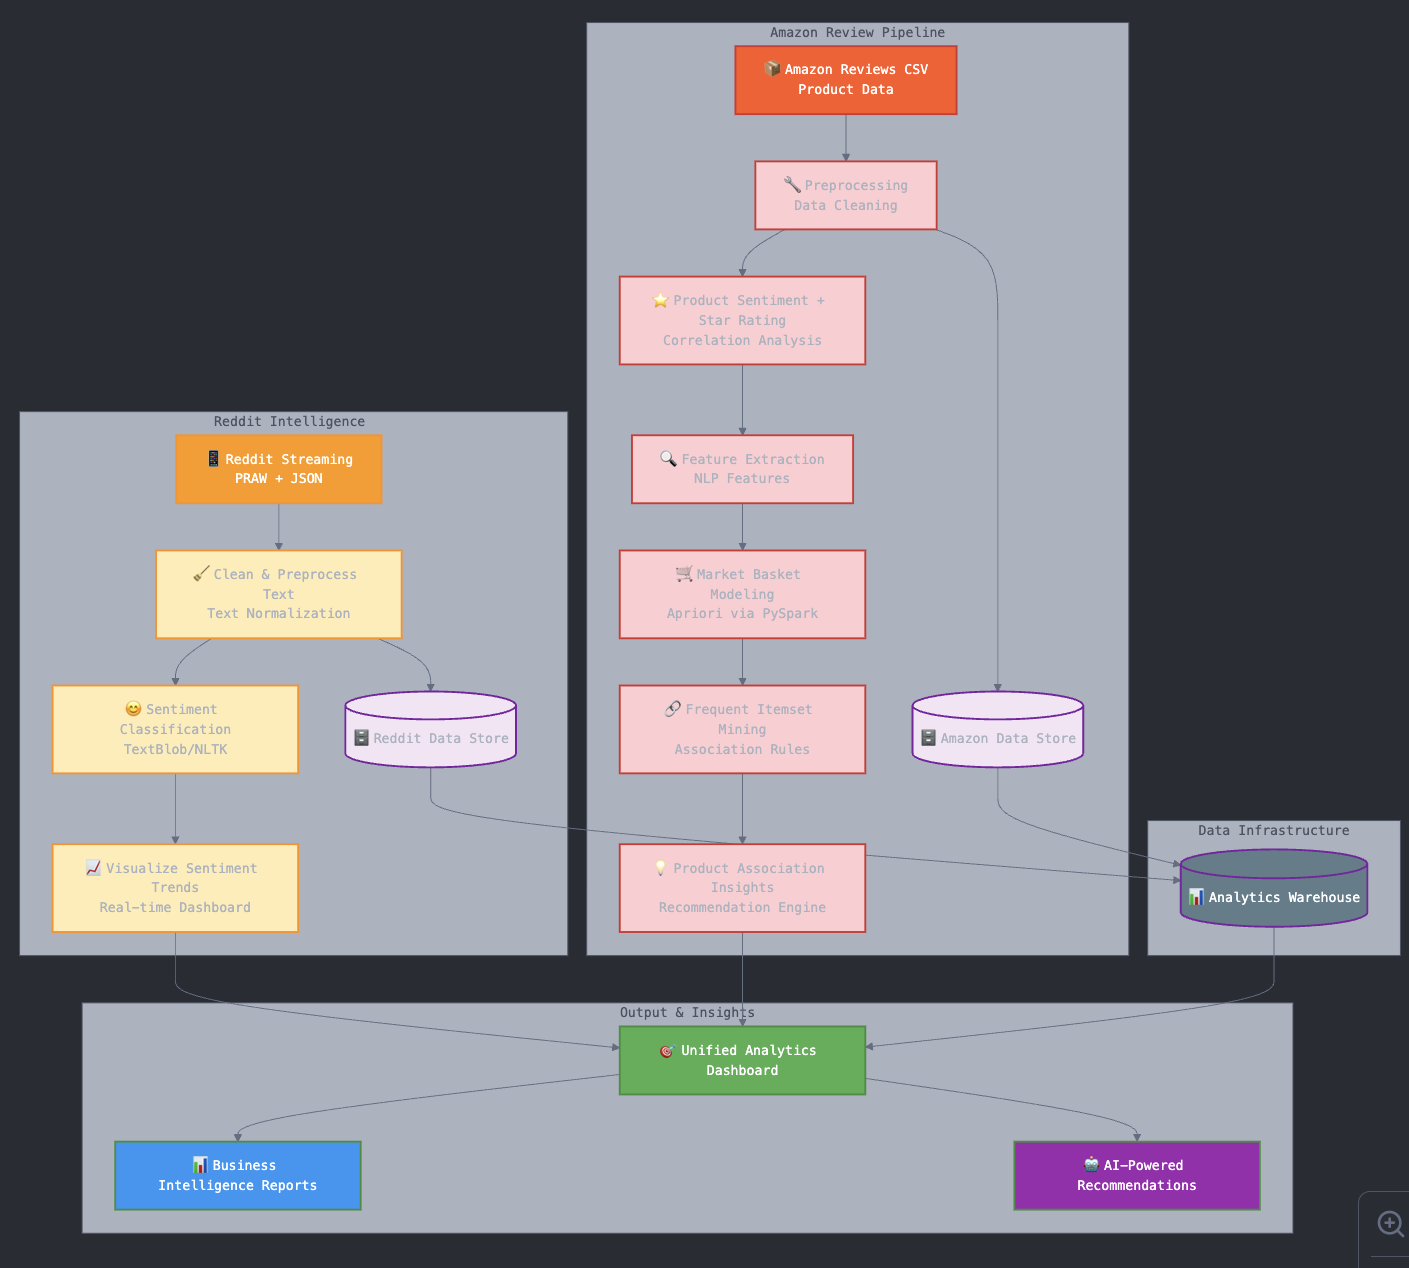 Amazon Review Pipeline
📦 Amazon Reviews CSV
Product Data
🔧 Preprocessing
Data Cleaning
⭐ Product Sentiment +
Star Rating
Correlation Analysis
🔍 Feature Extraction
NLP Features
🛒 Market Basket
Modeling
Apriori via PySpark
🔗 Frequent Itemset
Mining
Association Rules
🗄️ Amazon Data Store
💡 Product Association
Insights
Recommendation Engine
Reddit Intelligence
📱 Reddit Streaming
PRAW + JSON
🧹 Clean & Preprocess
Text
Text Normalization
😊 Sentiment
Classification
TextBlob/NLTK
🗄️ Reddit Data Store
📈 Visualize Sentiment
Trends
Real-time Dashboard
Data Infrastructure
📊 Analytics Warehouse
Output & Insights
🎯 Unified Analytics
Dashboard
📊 Business
Intelligence Reports
🤖 AI-Powered
Recommendations